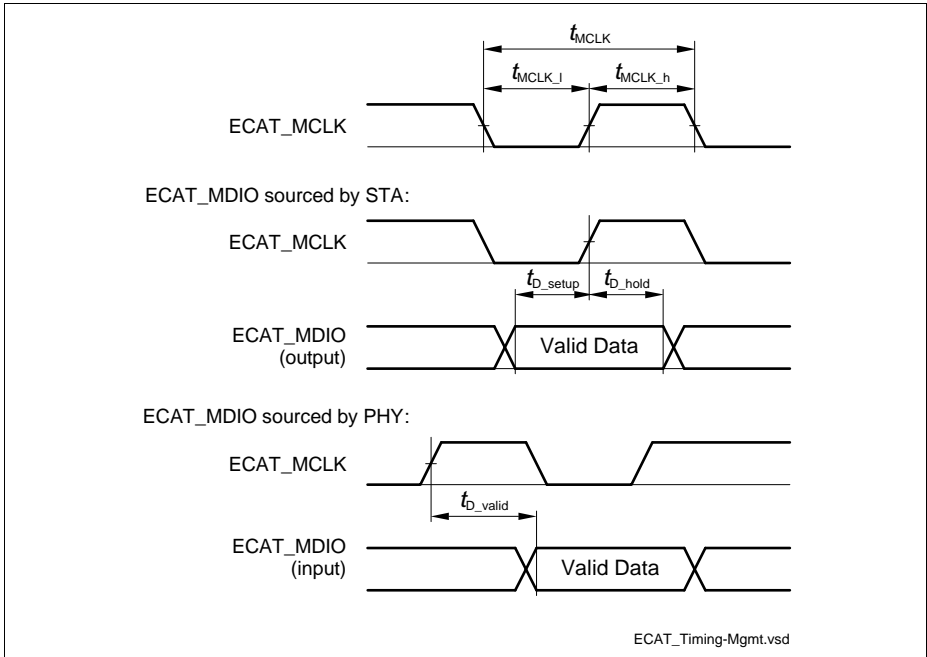 tMCLK
tMCLK_l tMCLK_h
ECAT_MCLK
ECAT_MDIO sourced by STA:
ECAT_MCLK
tD_setup tD_hold
ECAT_MDIO
(output)
Valid Data
ECAT_MDIO sourced by PHY:
ECAT_MCLK
tD_valid
ECAT_MDIO
(input)
Valid Data
ECAT_Timing-Mgmt.vsd